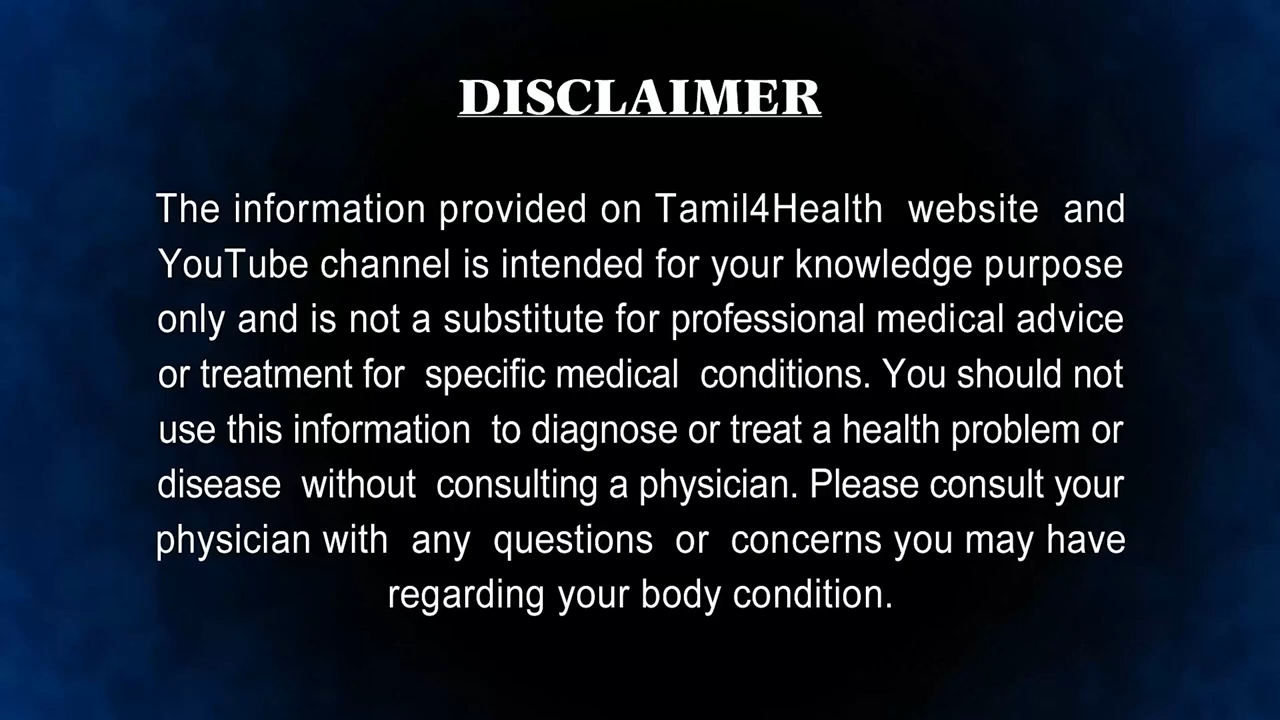 DISCLAIMER
The information provided on Tamil4Health website and
YouTube channel is intended for your knowledge purpose
only and is not a substitute for professional medical advice
or treatment for specific medical conditions. You should not
use this information to diagnose or treat a health problem or
disease without consulting a physician. Please consult your
physician with any questions or concerns you may have
regarding your body condition.